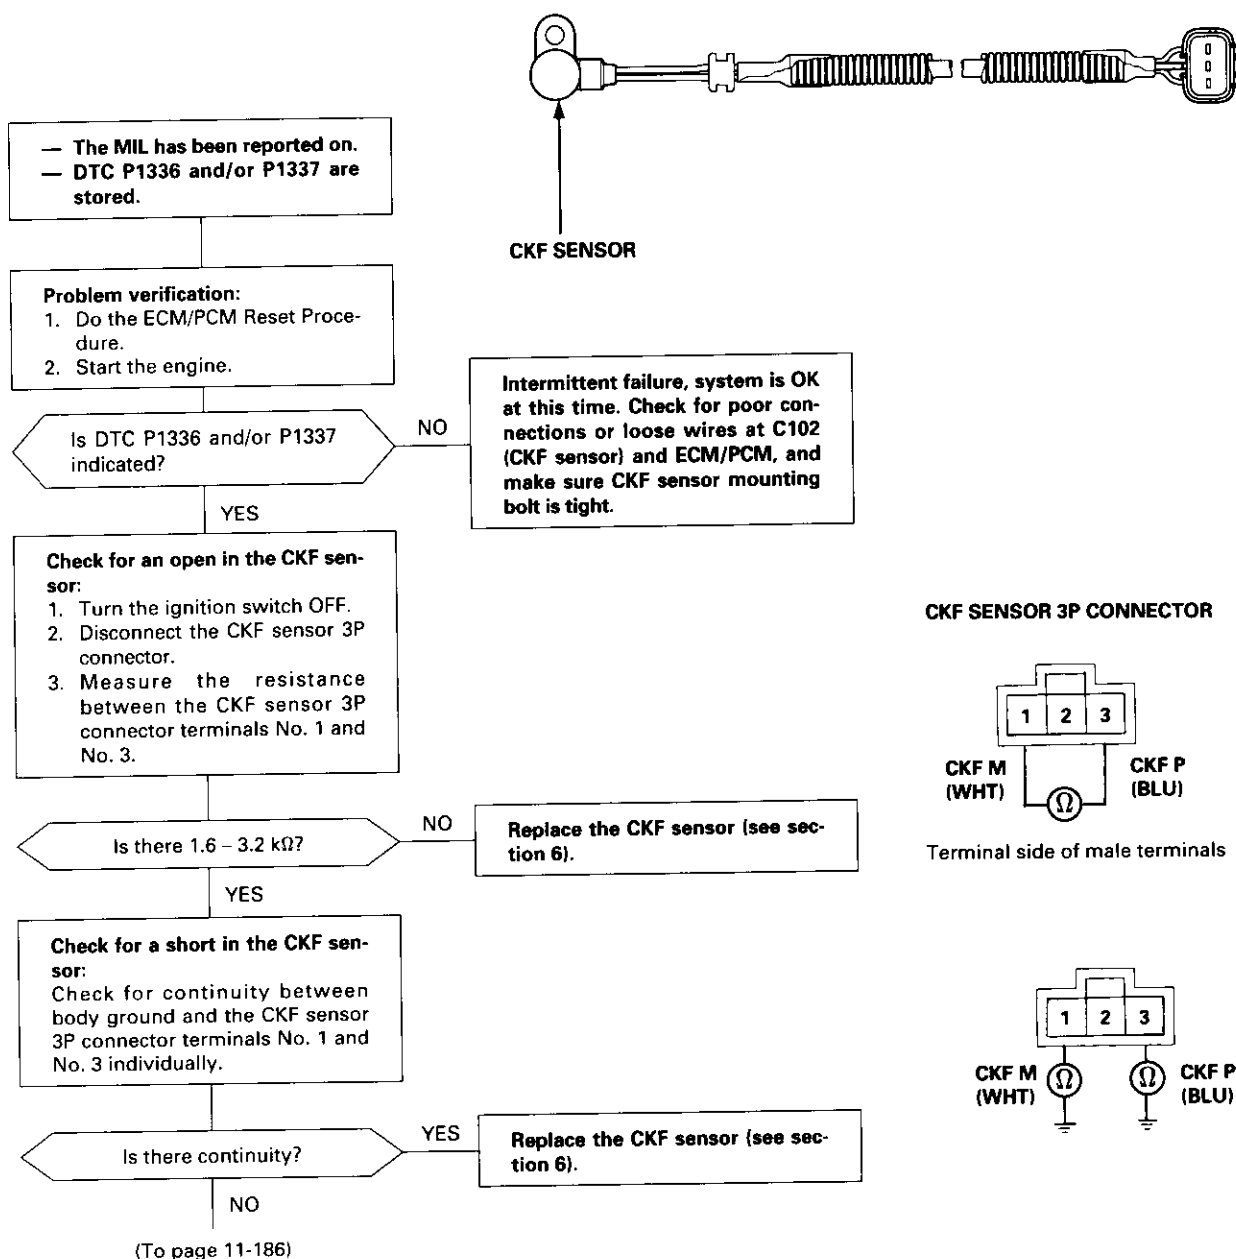 CKF SENSOR
— The MIL has been reported on.
— DTC P1336 and/or P1337 are
stored.
Problem verification:
1. Do the ECM/PCM Reset Proce-
dure.
2. Start the engine.
Is DTC P1336 and/or P1337
indicated?
NO
Intermittent failure, system is OK
at this time. Check for poor con-
nections or loose wires at C102
(CKF sensor) and ECM/PCM, and
make sure CKF sensor mounting
bolt is tight.
YES
Check for an open in the CKF sen-
sor:
1. Turn the ignition switch OFF.
2. Disconnect the CKF sensor 3P
connector.
3. Measure the resistance
between the CKF sensor 3P
connector terminals No. 1 and
No. 3.
CKF SENSOR 3P CONNECTOR
1 2 3
CKF M
(WHT)
Ω
CKF P
(BLU)
Terminal side of male terminals
Is there 1.6 – 3.2 kΩ?
NO
Replace the CKF sensor (see sec-
tion 6).
YES
Check for a short in the CKF sen-
sor:
Check for continuity between
body ground and the CKF sensor
3P connector terminals No. 1 and
No. 3 individually.
1 2 3
CKF M
(WHT)
Ω
Ω
CKF P
(BLU)
Is there continuity?
YES
Replace the CKF sensor (see sec-
tion 6).
NO
(To page 11-186)